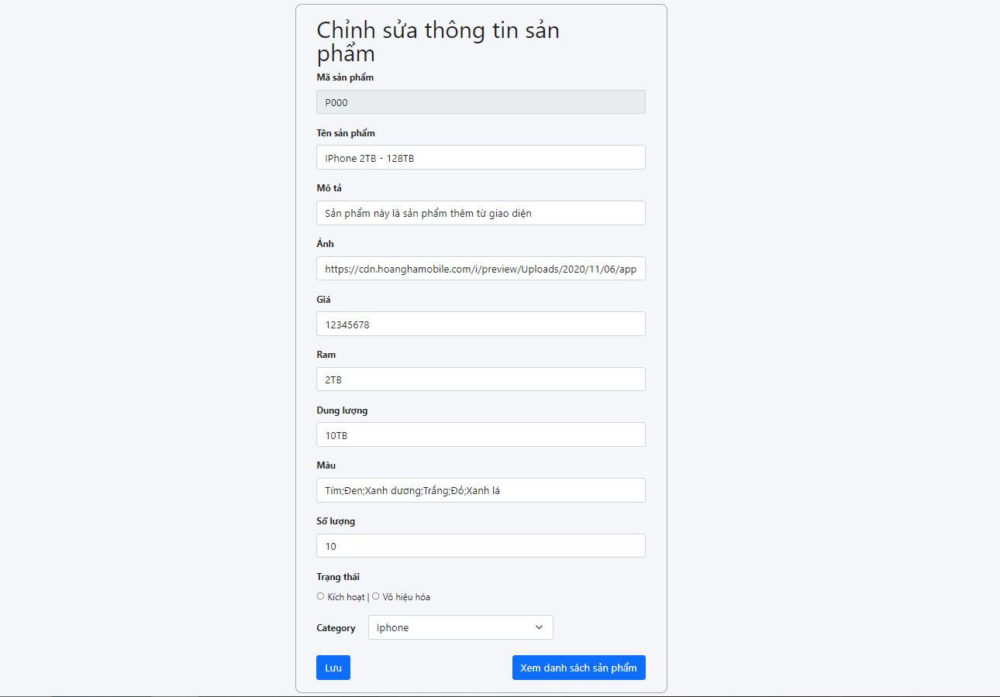 Chỉnh sửa thông tin sản
phẩm
Mã sản phẩm
P000
Tên sản phẩm
IPhone 2TB - 128TB
Mô tả
Sản phẩm này là sản phẩm thêm từ giao diện
Ảnh
https://cdn.hoanghamobile.com/i/preview/Uploads/2020/11/06/app
Giá
12345678
Ram
2TB
Dung lượng
10TB
Màu
Tím;Đen;Xanh dương;Trắng;Đỏ;Xanh lá
Số lượng
10
Trạng thái
Kích hoạt | Vô hiệu hóa
Category Iphone
Lưu Xem danh sách sản phẩm